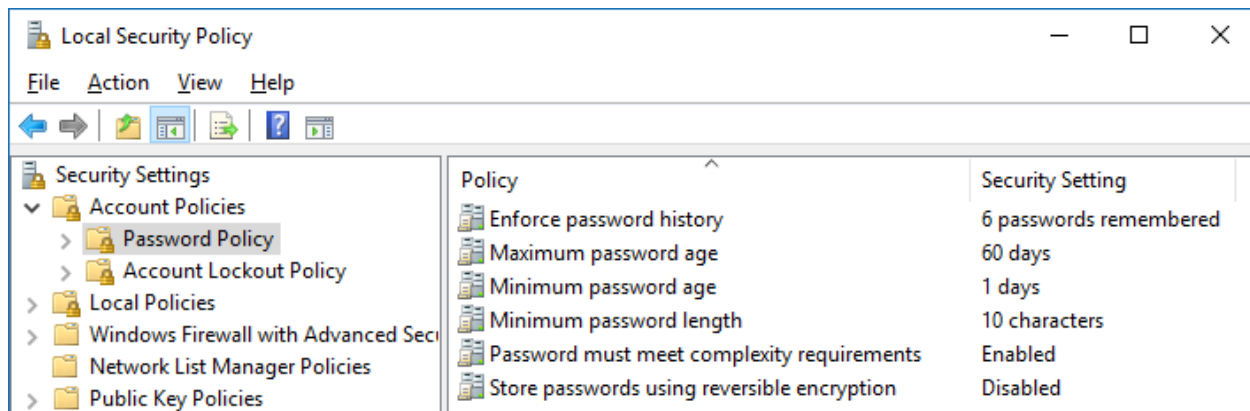 Local Security Policy
File Action View Help
Security Settings
Account Policies
Password Policy
Account Lockout Policy
Local Policies
Windows Firewall with Advanced Secu
Network List Manager Policies
Public Key Policies
Policy Security Setting
Enforce password history 6 passwords remembered
Maximum password age 60 days
Minimum password age 1 days
Minimum password length 10 characters
Password must meet complexity requirements Enabled
Store passwords using reversible encryption Disabled